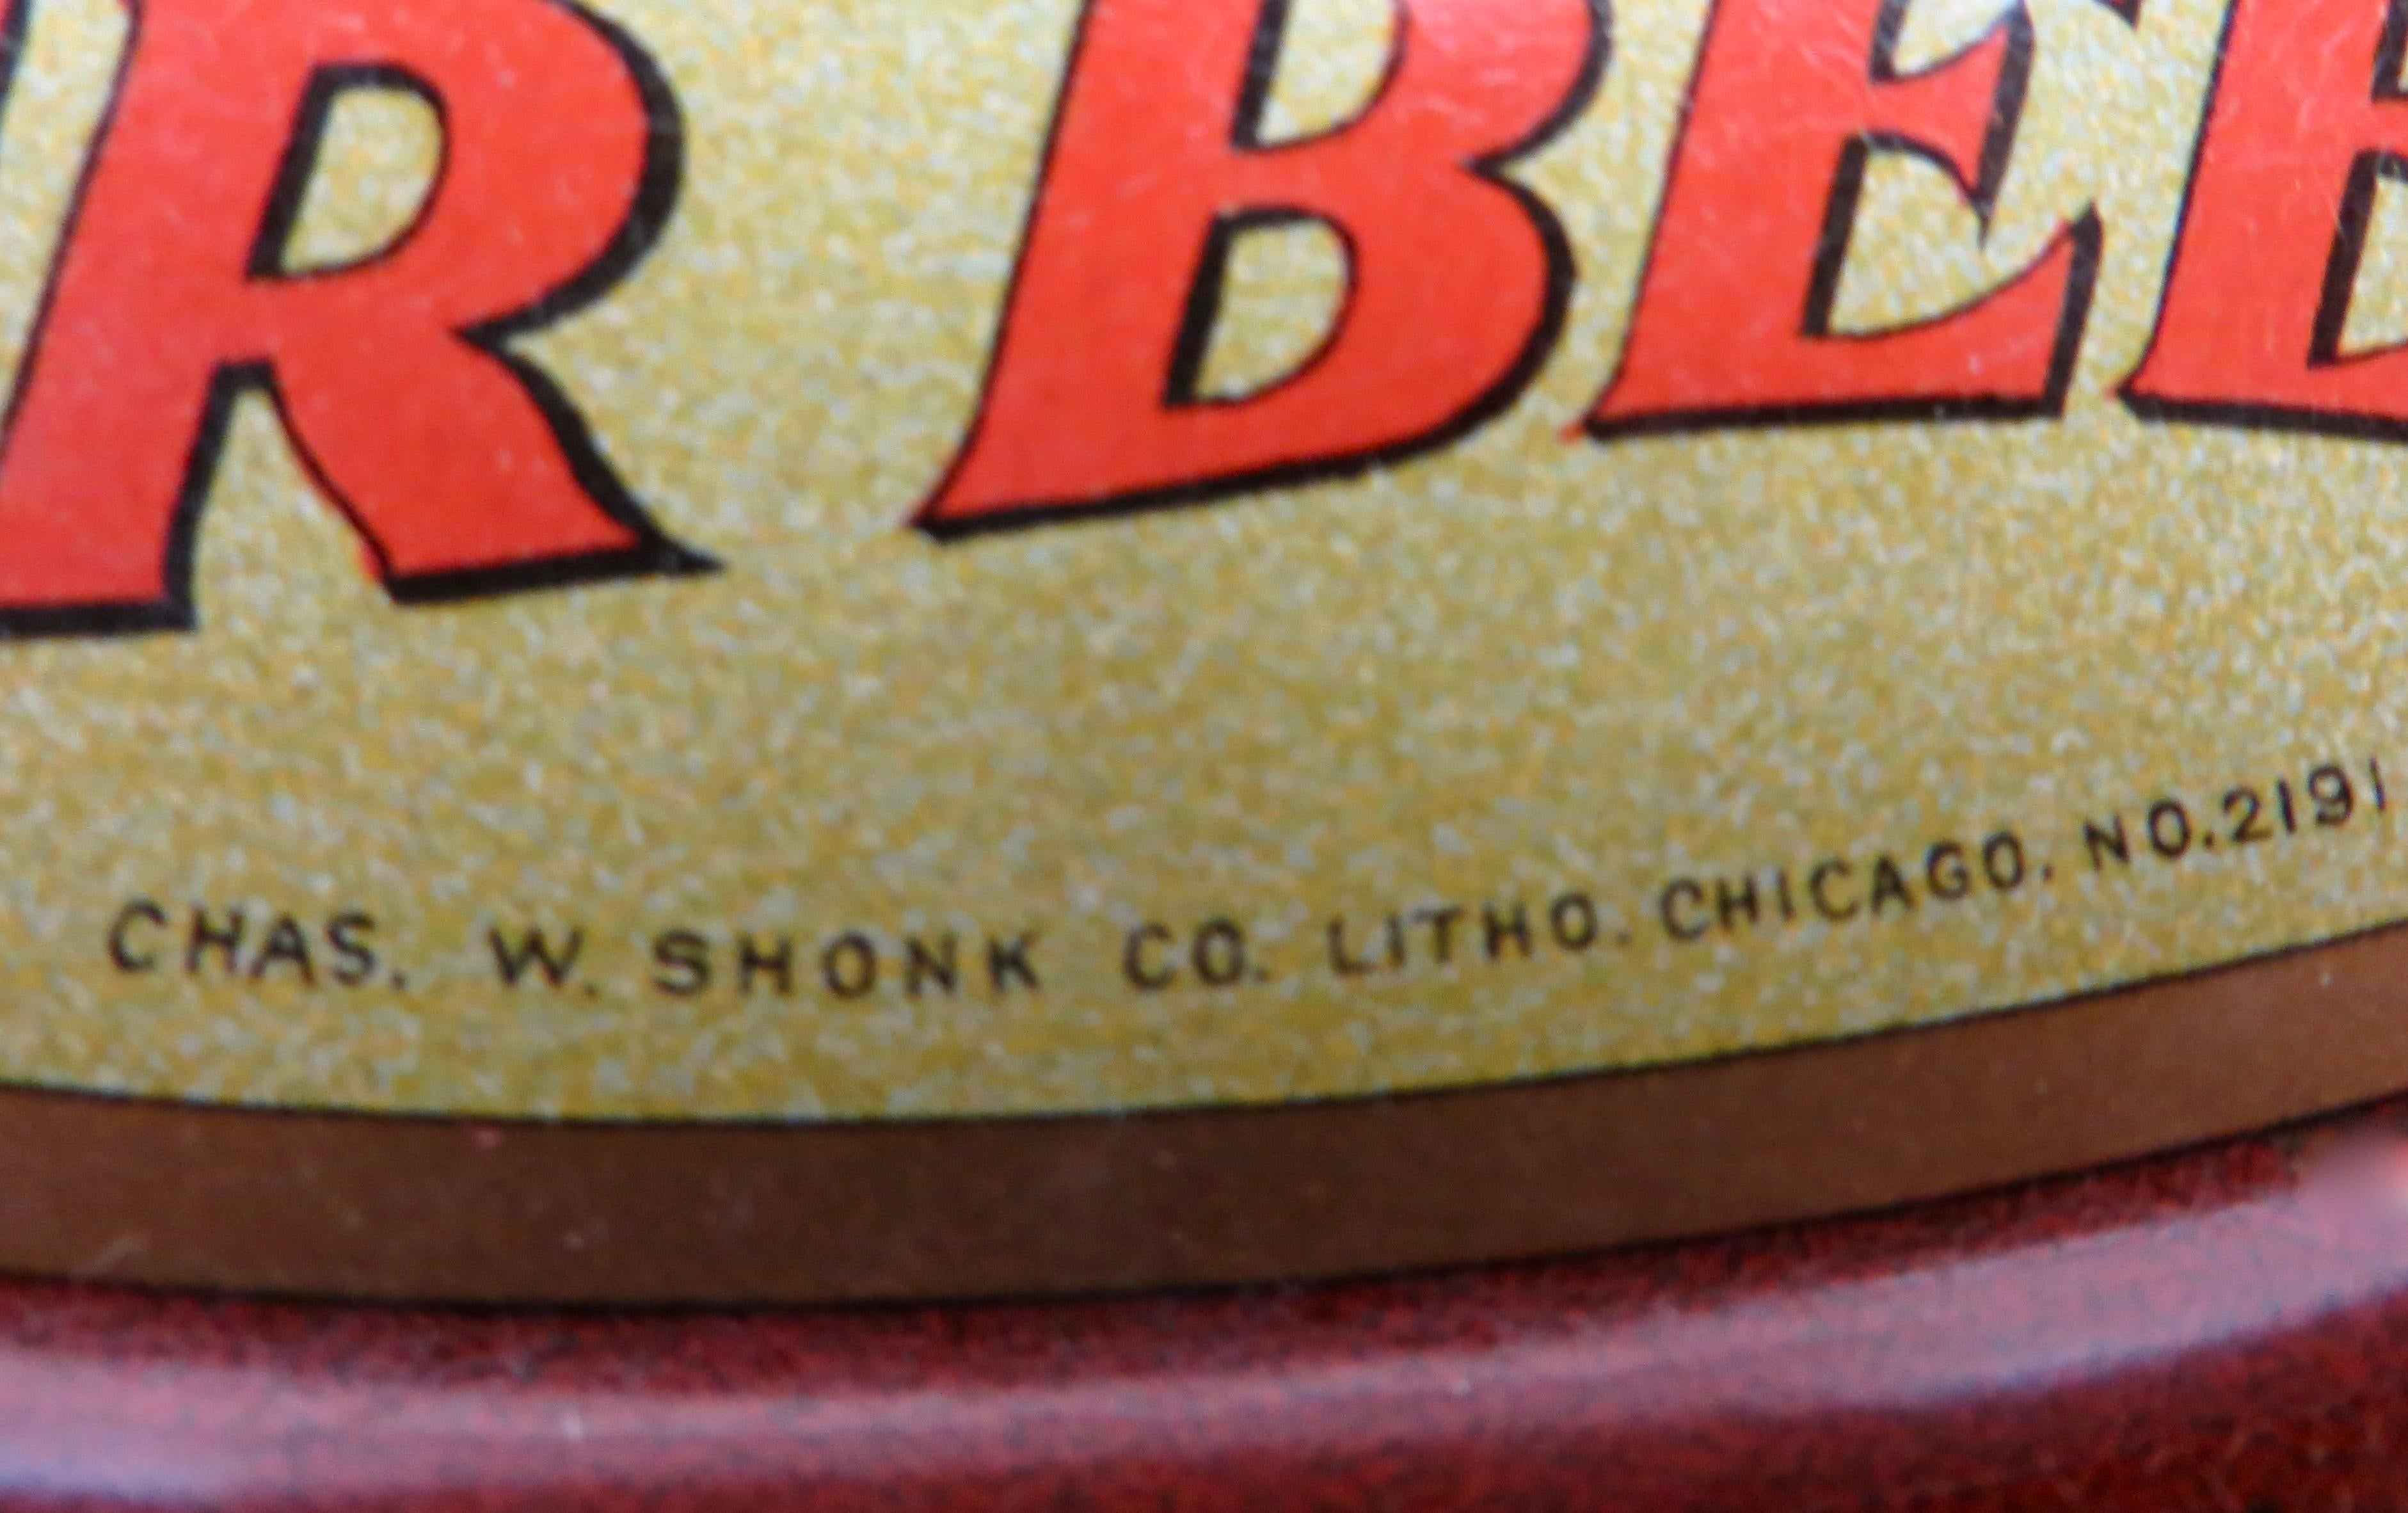 R BEE
CHAS. W. SHONK CO. LITHO. CHICAGO. NO.2191